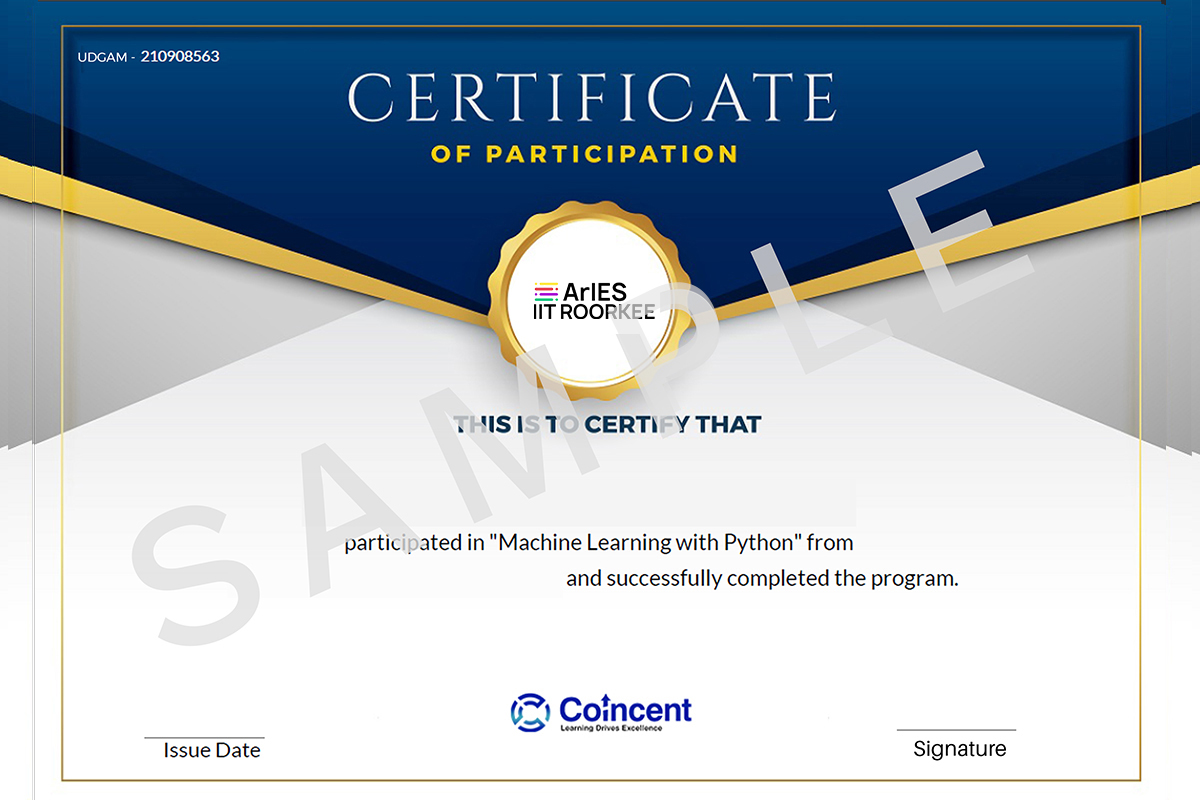 UDGAM - 210908563
CERTIFICATE
OF PARTICIPATION
ArIES
IIT ROORKEE
SAMPLE
THIS IS TO CERTIFY THAT
participated in "Machine Learning with Python" from
and successfully completed the program.
Coincent
Learning Drives Excellence
Issue Date
Signature